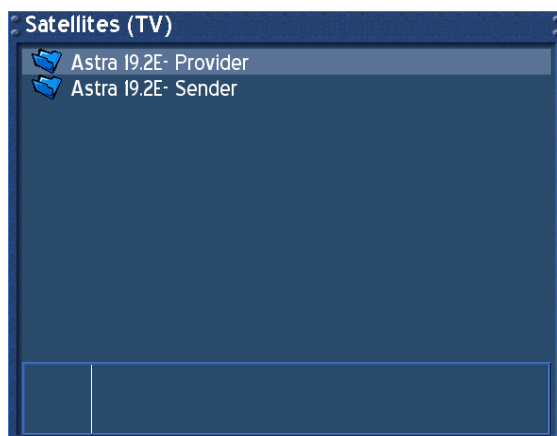 Satellites (TV)
Astra 19.2E- Provider
Astra 19.2E- Sender